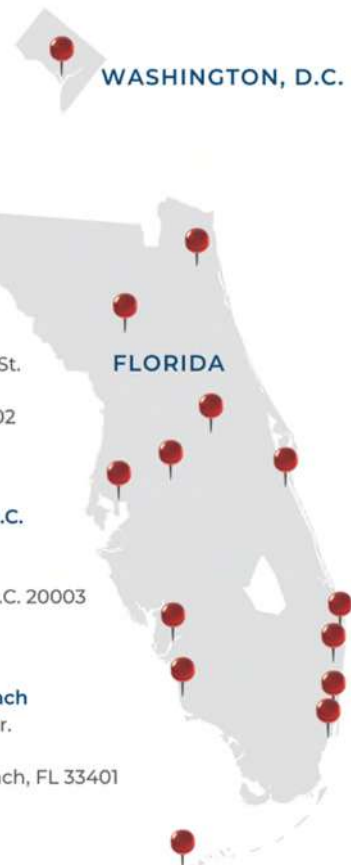 WASHINGTON, D.C.
St.
FLORIDA
02
.C.
.C. 20003
ach
r.
ach, FL 33401